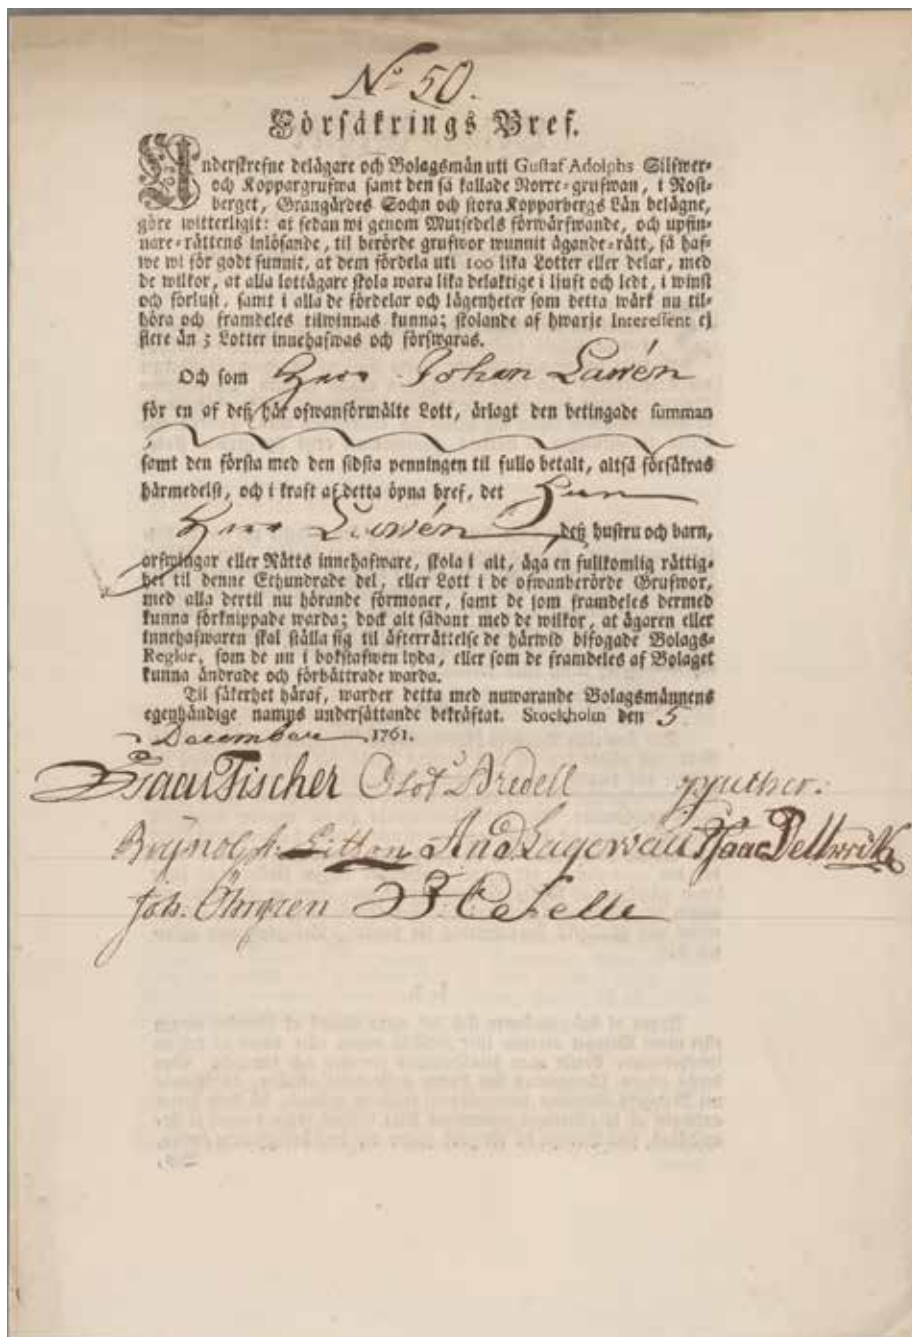 No 50.
Försäkrings Bref.
Underskrefne delägare och Bolagsmän uti Gustaf Adolphs Silfwer-
och Koppargrufwa samt den så kallade Norre-grufwan, i Rost-
berget, Grangärdes Sochn och stora Kopparbergs Län belägne,
göre witterligit: at sedan wi genom Mutsedels förwärfwande, och upfin-
nare-rättens inlösande, til berörde grufwor wunnit ägande-rätt, så haf-
we wi för godt funnit, at dem fördela uti 100 lika Lotter eller delar, med
de wilkor, at alla lottägare skola wara lika delaktige i ljuft och ledt, i winst
och förlust, samt i alla de fördelar och lägenheter som detta wärk nu til-
höra och framdeles tilwinnas kunna; skolande af hwarje Interessent ej
flere än 3 Lotter innehafwas och förswaras.
Och som Herr Johan Lawén
för en af deß här ofwanförmälte Lott, ärlagt den betingade summan
samt den första med den sidsta penningen til fullo betalt, altså försäkras
härmedelst, och i kraft af detta öpna bref, det
Herr Lawén deß hustru och barn,
arfwingar eller Rätts innehafware, skola i alt, äga en fullkomlig rättig-
het til denne Ethundrade del, eller Lott i de ofwanberörde Grufwor,
med alla dertil nu hörande förmoner, samt de som framdeles dermed
kunna förknippade warda; dock alt sådant med de wilkor, at ägaren eller
innehafwaren skal ställa sig til äfterrättelse de härwid bifogade Bolags-
Reglor, som de nu i bokstafwen lyda, eller som de framdeles af Bolaget
kunna ändrade och förbättrade warda.
Til säkerhet häraf, warder detta med nuwarande Bolagsmännens
egenhändige namns undersättande bekräftat. Stockholm den 5
December 1761.
Isaac Fischer Olof Bredell
And Lagerwall Isaac
Joh. Öhngren